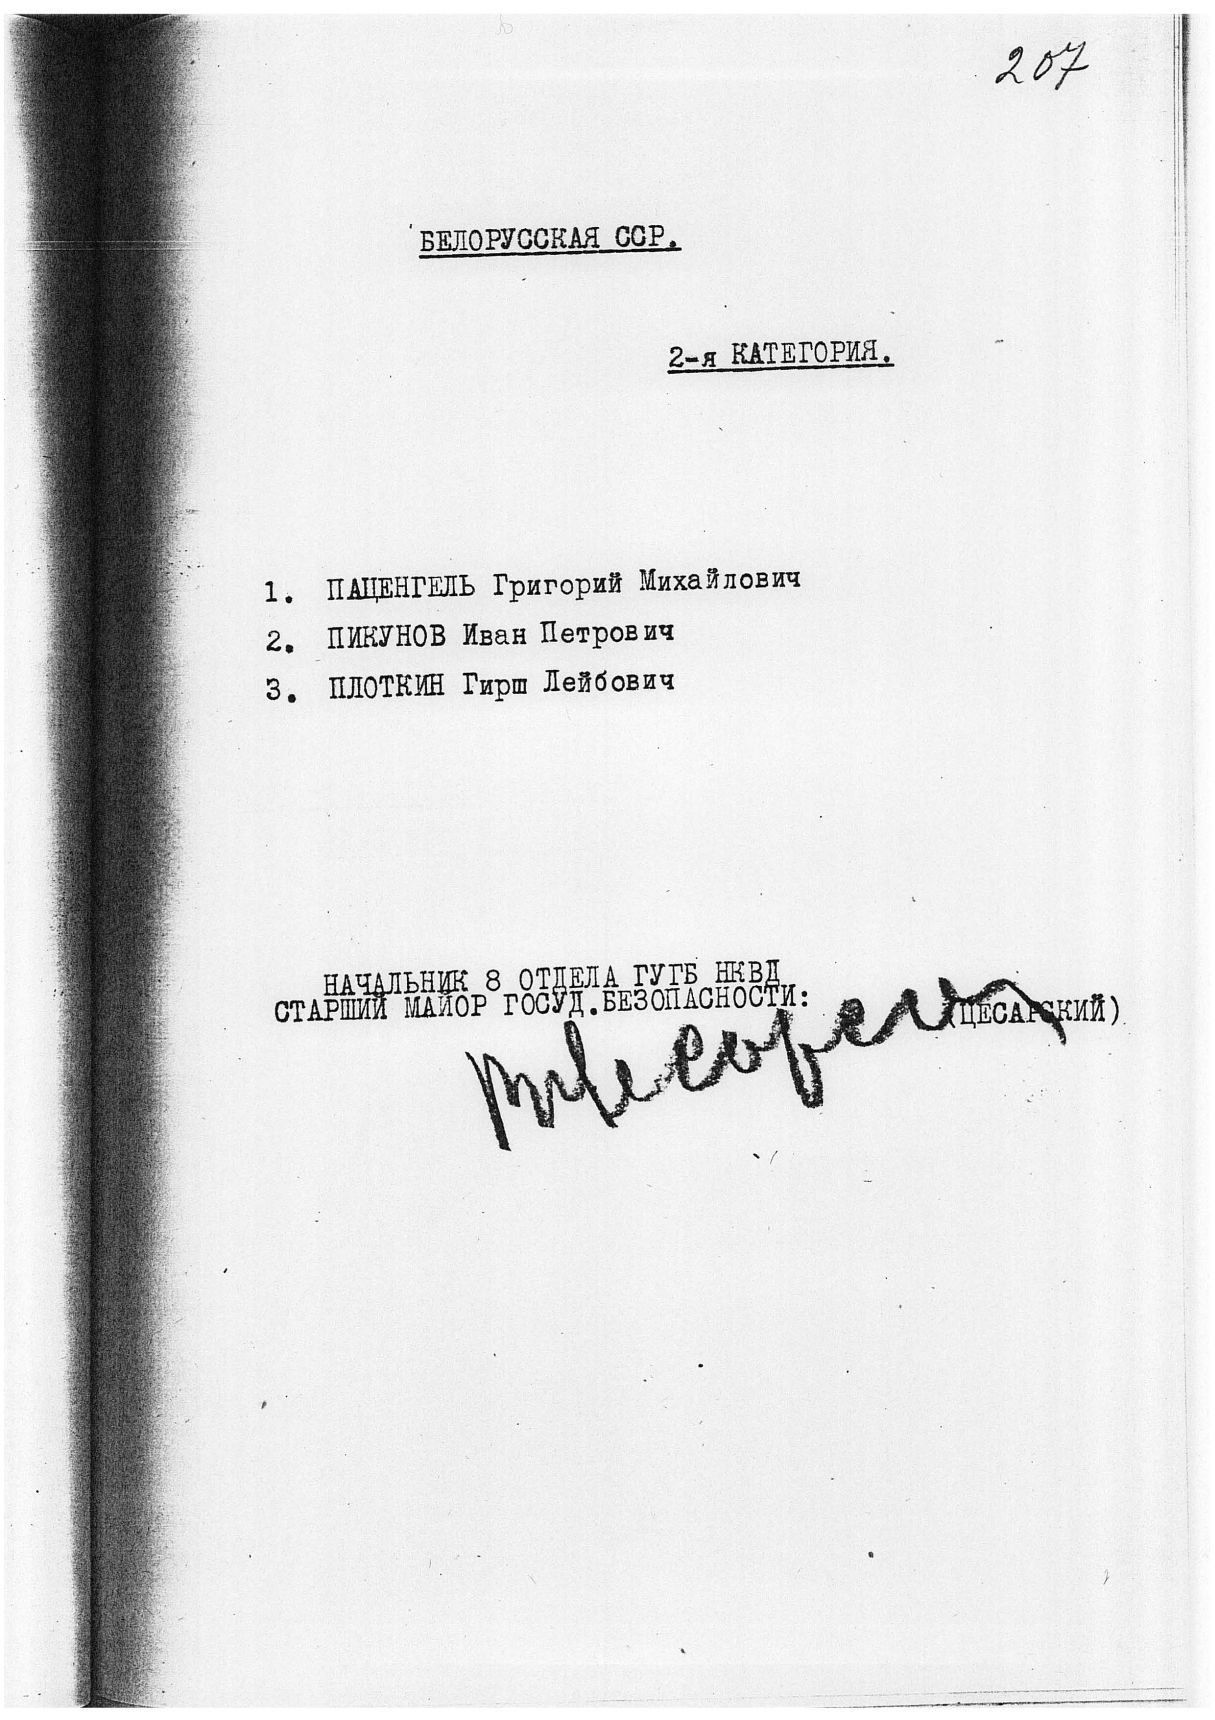 207
БЕЛОРУССКАЯ ССР.
2-я КАТЕГОРИЯ.
1. ПАЦЕНГЕЛЬ Григорий Михайлович
2. ПИКУНОВ Иван Петрович
3. ПЛОТКИН Гирш Лейбович
НАЧАЛЬНИК 8 ОТДЕЛА ГУГБ НКВД
СТАРШИЙ МАЙОР ГОСУД.БЕЗОПАСНОСТИ: (ЦЕСАРСКИЙ)